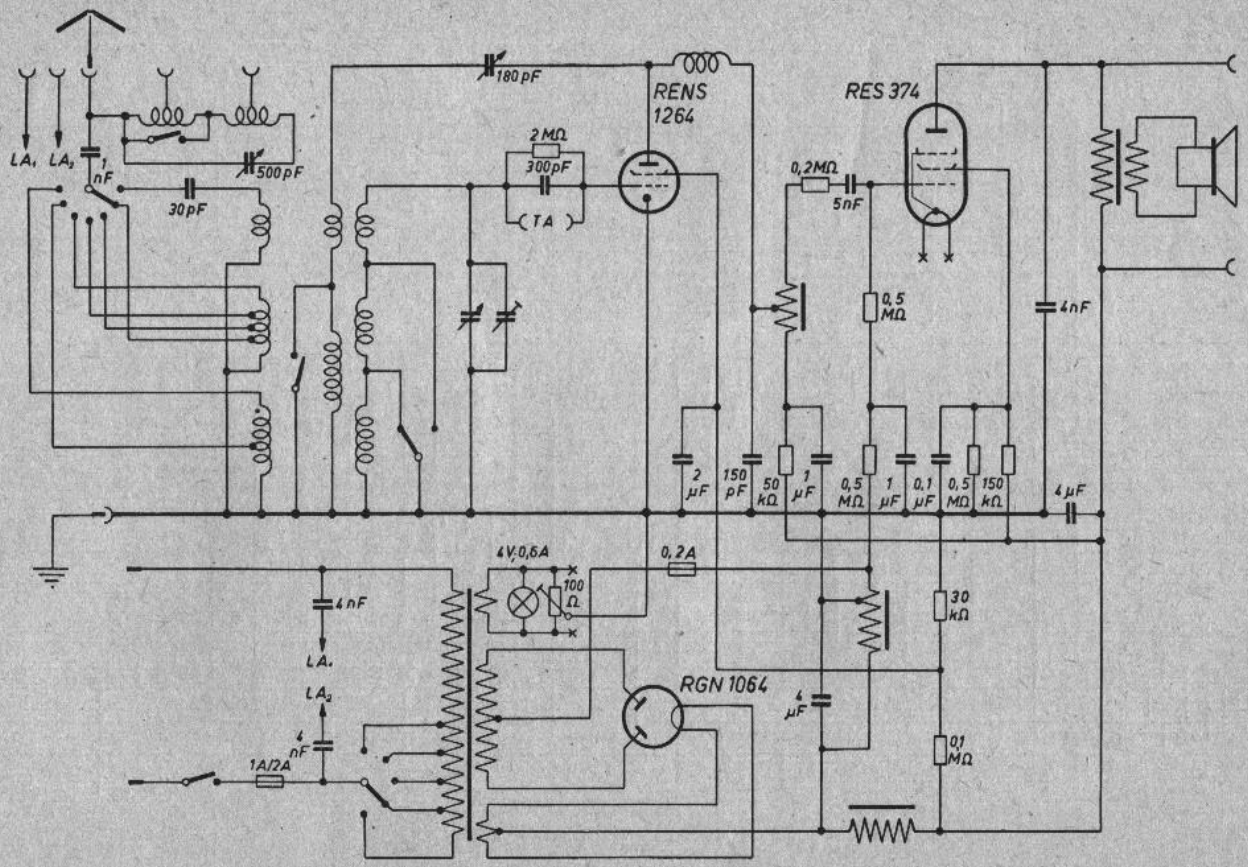 LA₁
LA₂
1
nF
500pF
30pF
180pF
RENS
1264
2MΩ
300pF
TA
RES 374
0,2MΩ
5nF
0,5
MΩ
4nF
2
µF
150
pF
50
kΩ
1
µF
0,5
MΩ
1
µF
0,1
µF
0,5
MΩ
150
kΩ
4µF
4V;0,6A
100
Ω
0,2A
4nF
LA₁
LA₂
4
nF
1A/2A
RGN 1064
4
µF
30
kΩ
0,1
MΩ